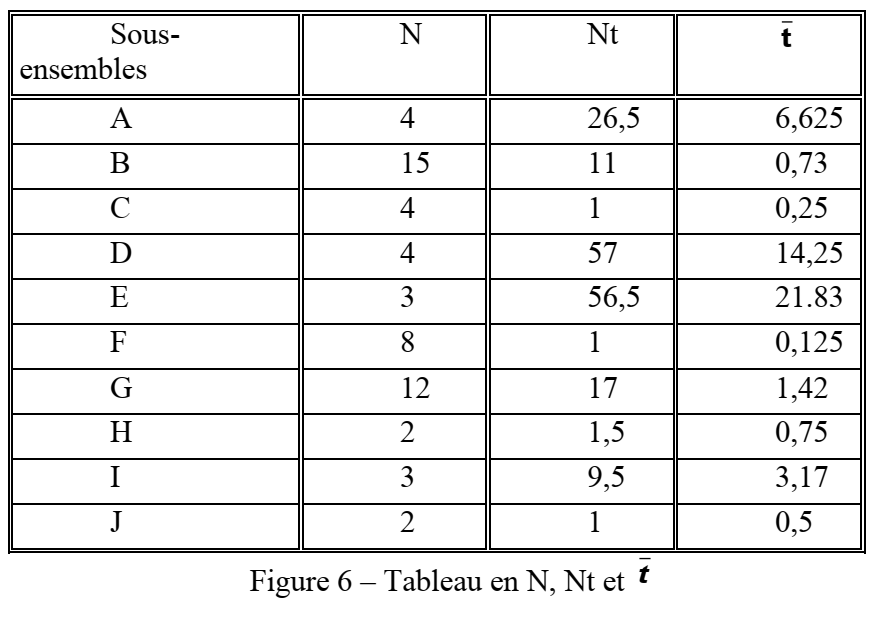 Sous-
ensembles N Nt t̄
A 4 26,5 6,625
B 15 11 0,73
C 4 1 0,25
D 4 57 14,25
E 3 56,5 21.83
F 8 1 0,125
G 12 17 1,42
H 2 1,5 0,75
I 3 9,5 3,17
J 2 1 0,5
Figure 6 – Tableau en N, Nt et t̄